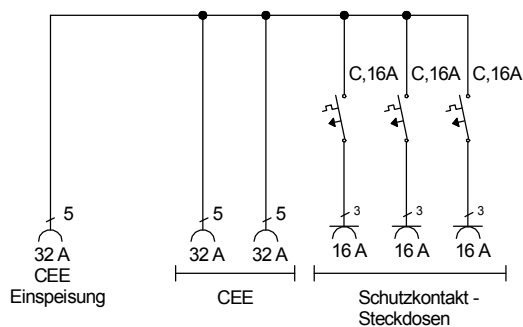 C,16A C,16A C,16A
5 5 5 3 3 3
32 A 32 A 32 A 16 A 16 A 16 A
CEE
Einspeisung
CEE
Schutzkontakt -
Steckdosen